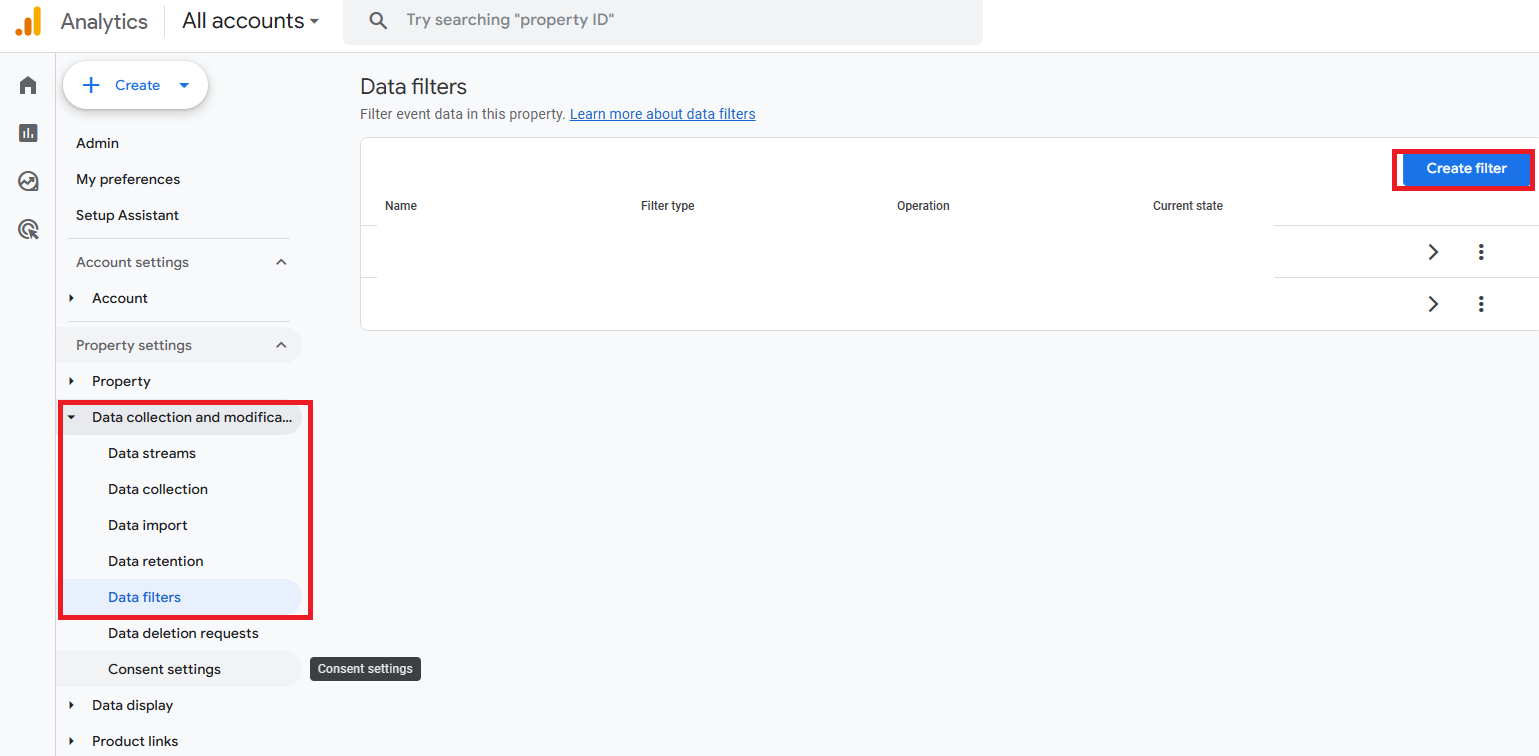 Analytics
All accounts
Try searching "property ID"
Create
Admin
My preferences
Setup Assistant
Account settings
Account
Property settings
Property
Data collection and modifica...
Data streams
Data collection
Data import
Data retention
Data filters
Data deletion requests
Consent settings
Consent settings
Data display
Product links
Data filters
Filter event data in this property. Learn more about data filters
Create filter
Name Filter type Operation Current state